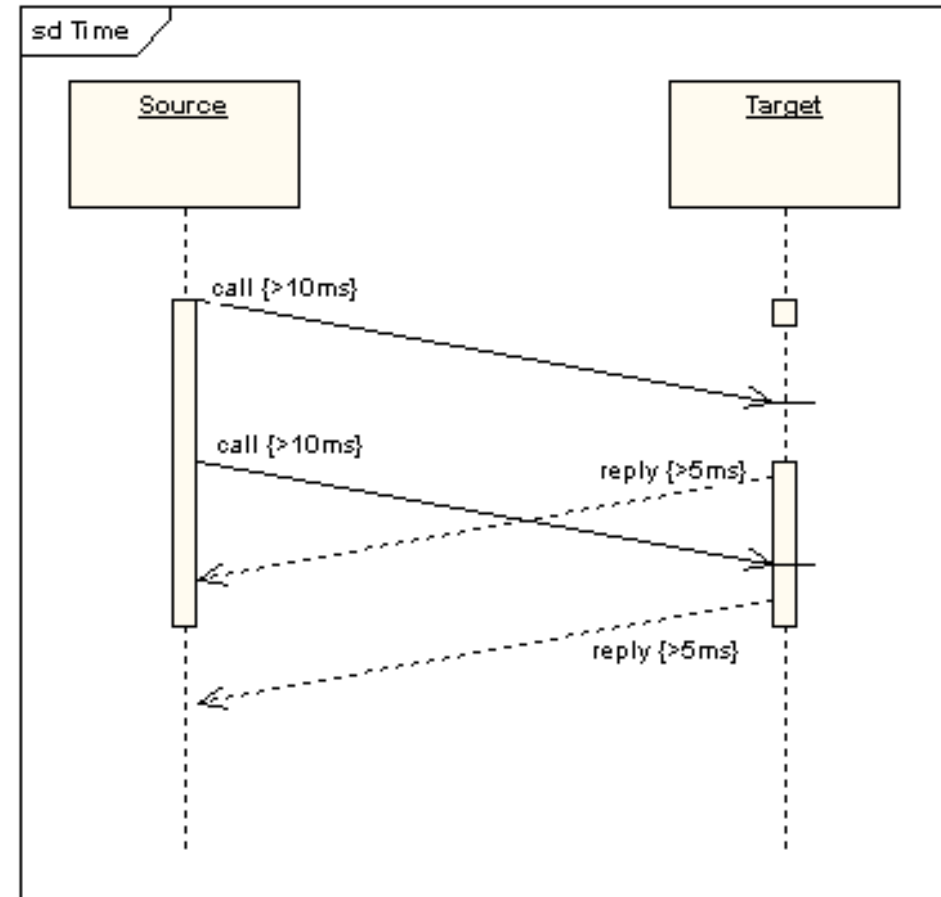 sd Time
Source
Target
call {>10ms}
call {>10ms}
reply {>5ms}
reply {>5ms}